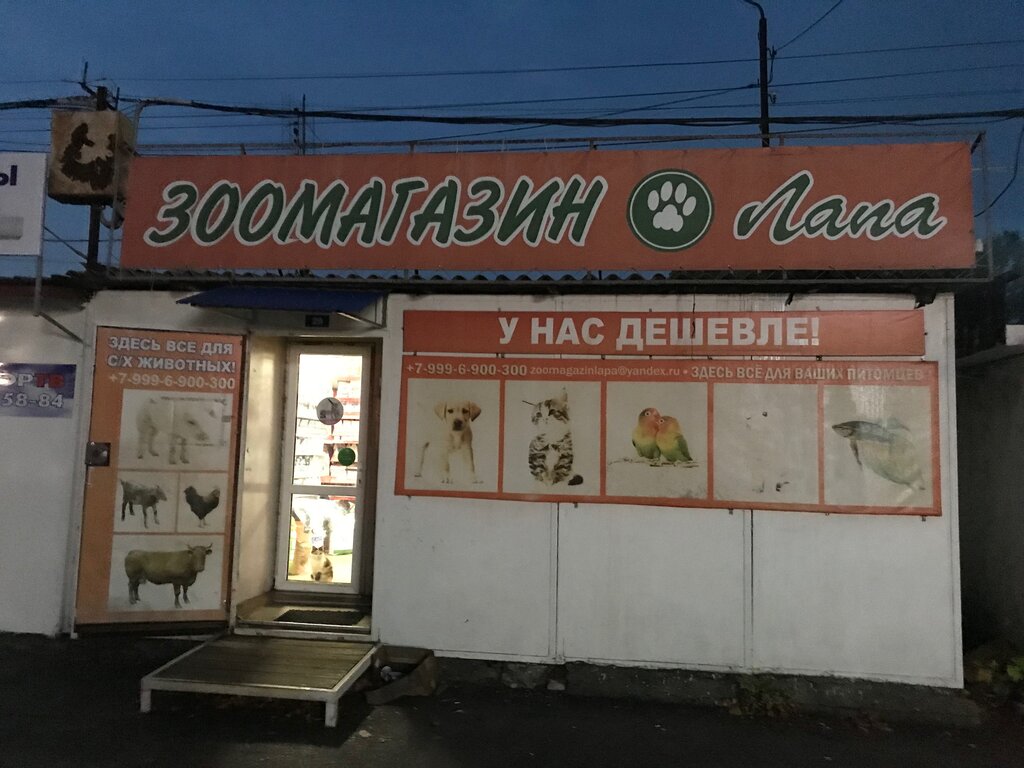 ЗООМАГАЗИН Лапа
У НАС ДЕШЕВЛЕ!
+7-999-6-900-300 zoomagazinlapa@yandex.ru • ЗДЕСЬ ВСЁ ДЛЯ ВАШИХ ПИТОМЦЕВ
ЗДЕСЬ ВСЕ ДЛЯ
С/Х ЖИВОТНЫХ!
+7-999-6-900-300
Ы
58-84